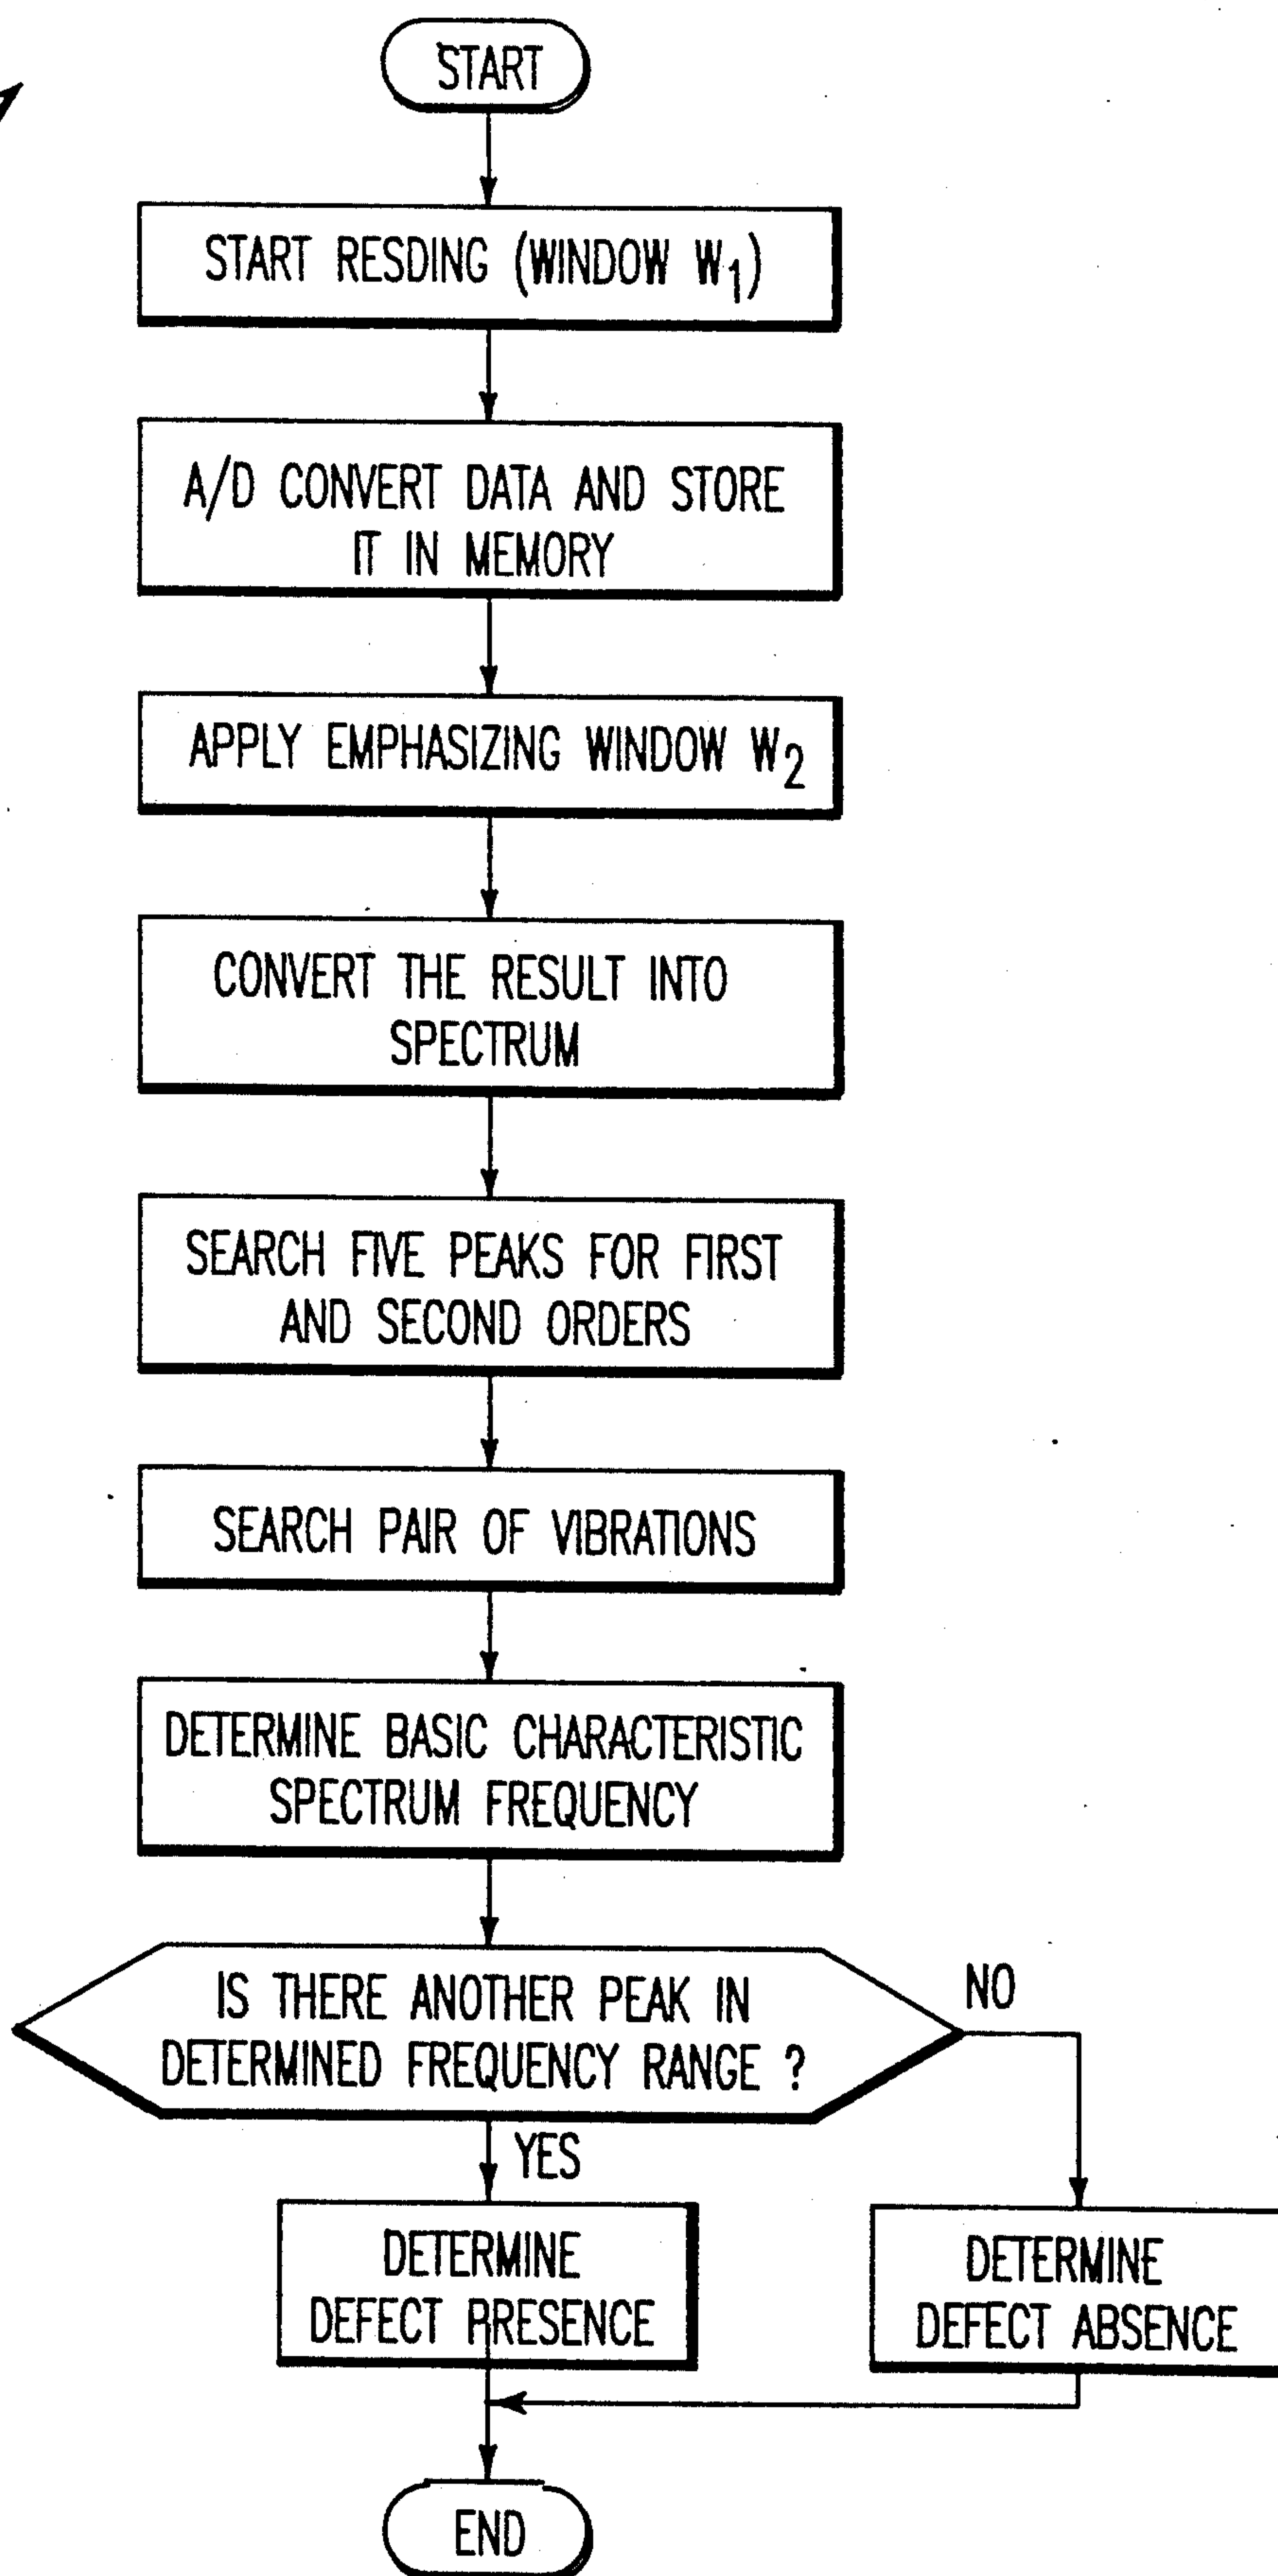 START
START RESDING (WINDOW W₁)
A/D CONVERT DATA AND STORE
IT IN MEMORY
APPLY EMPHASIZING WINDOW W₂
CONVERT THE RESULT INTO
SPECTRUM
SEARCH FIVE PEAKS FOR FIRST
AND SECOND ORDERS
SEARCH PAIR OF VIBRATIONS
DETERMINE BASIC CHARACTERISTIC
SPECTRUM FREQUENCY
IS THERE ANOTHER PEAK IN
DETERMINED FREQUENCY RANGE ?
NO
YES
DETERMINE
DEFECT PRESENCE
DETERMINE
DEFECT ABSENCE
END